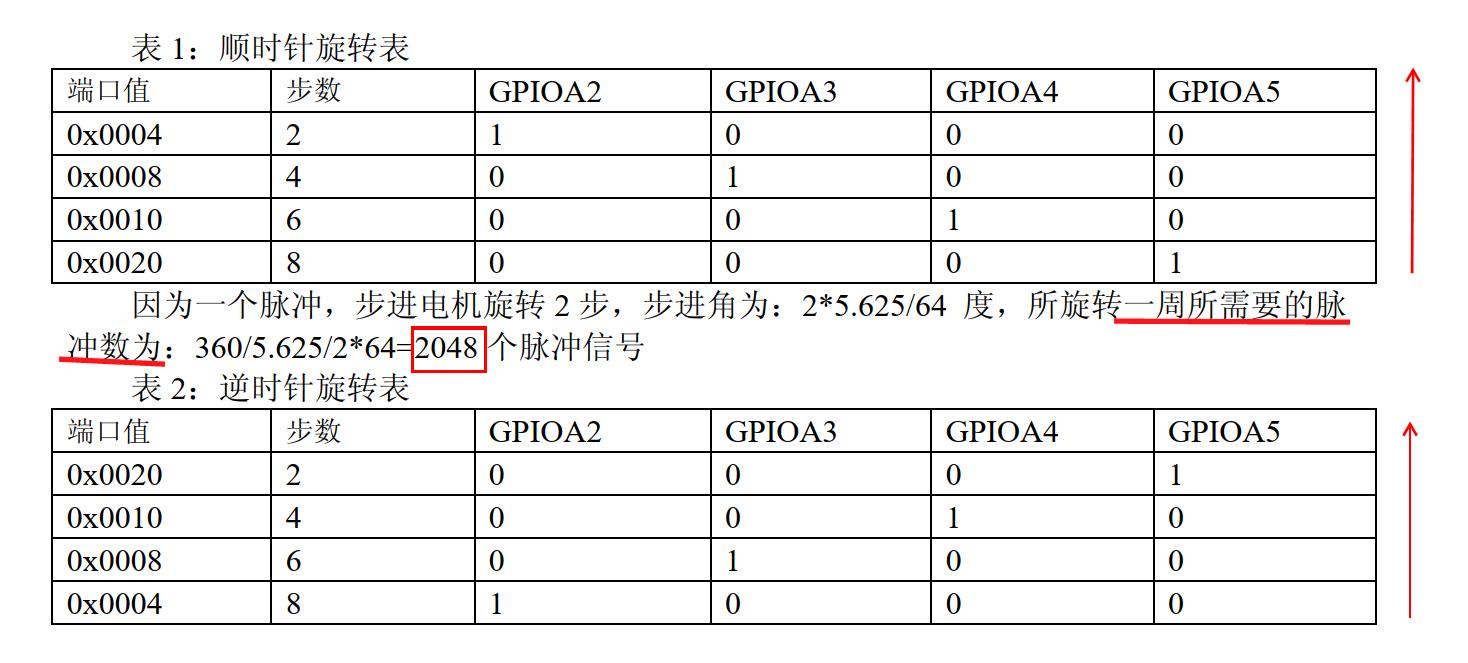 表 1：顺时针旋转表
端口值 步数 GPIOA2 GPIOA3 GPIOA4 GPIOA5
0x0004 2 1 0 0 0
0x0008 4 0 1 0 0
0x0010 6 0 0 1 0
0x0020 8 0 0 0 1
因为一个脉冲，步进电机旋转 2 步，步进角为：2*5.625/64 度，所旋转一周所需要的脉
冲数为：360/5.625/2*64=2048 个脉冲信号
表 2：逆时针旋转表
端口值 步数 GPIOA2 GPIOA3 GPIOA4 GPIOA5
0x0020 2 0 0 0 1
0x0010 4 0 0 1 0
0x0008 6 0 1 0 0
0x0004 8 1 0 0 0